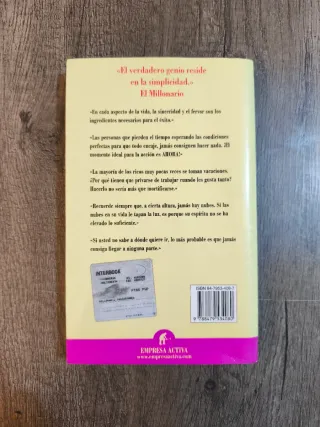 «El verdadero genio reside
en la simplicidad.»
El Millonario
«En cada aspecto de la vida, la sinceridad y el fervor son los
ingredientes necesarios para el éxito.»
«Las personas que pierden el tiempo esperando las condiciones
perfectas para que todo encaje, jamás consiguen hacer nada. ¡El
momento ideal para la acción es AHORA!»
«La mayoría de los ricos muy pocas veces se toman vacaciones.
¿Por qué tienen que privarse de trabajar cuando les gusta tanto?
Hacerlo no sería más que mortificarse.»
«Recuerde siempre que, a cierta altura, jamás hay nubes. Si las
nubes en su vida le tapan la luz, es porque su espíritu no se ha
elevado lo suficiente.»
«Si usted no sabe a dónde quiere ir, lo más probable es que jamás
consiga llegar a ninguna parte.»
INTERBOOK
EMPRESA ACTIVA
www.empresaactiva.com